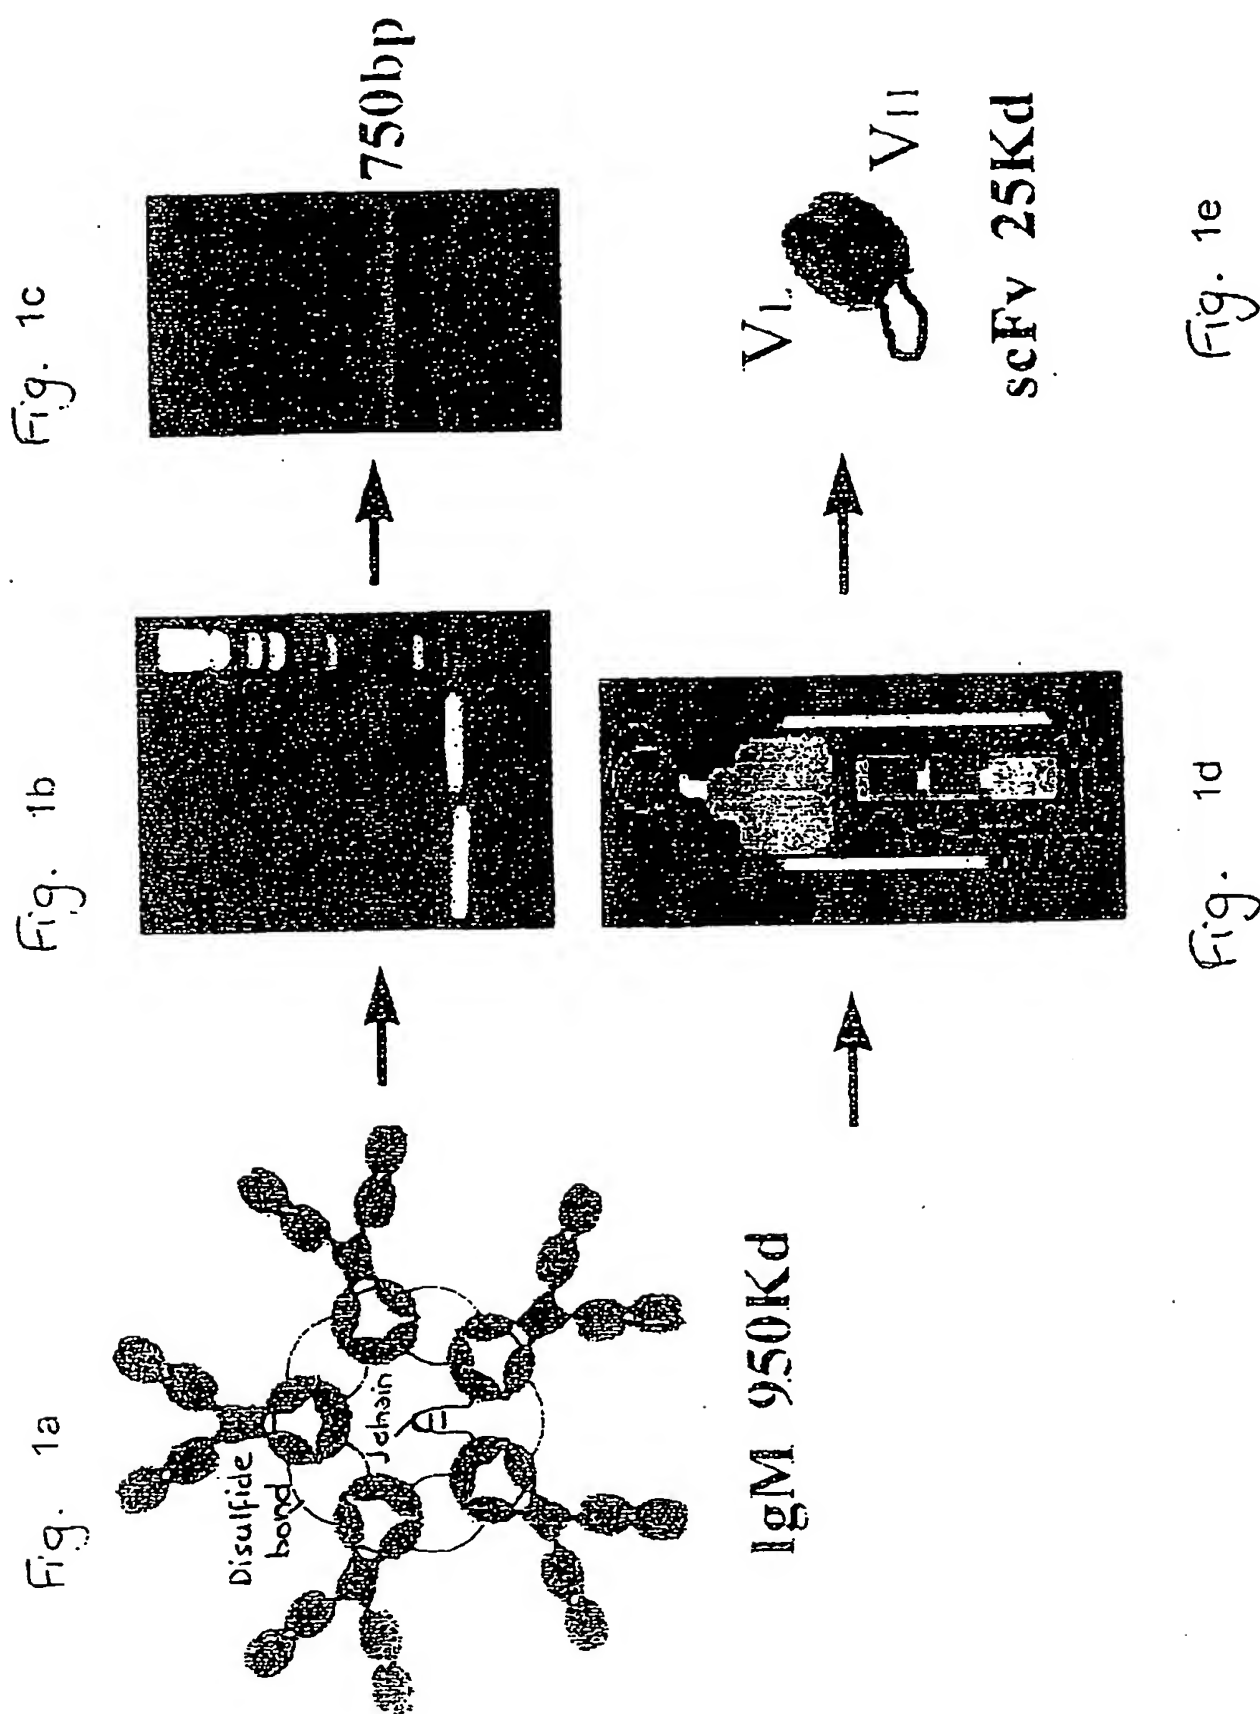 Fig. 1a
Disulfide
bond
Jchain
IgM 950Kd
Fig. 1b
Fig. 1c
750bp
Fig. 1d
VL
VH
scFv 25Kd
Fig. 1e